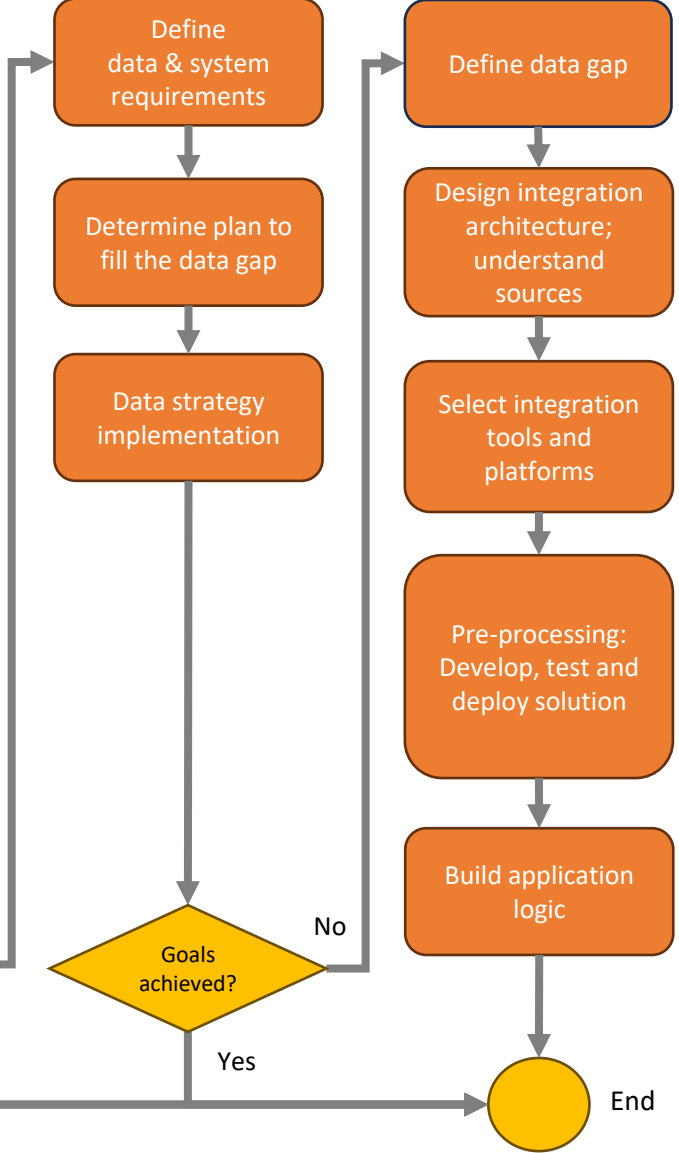 Define
data & system
requirements
Determine plan to
fill the data gap
Data strategy
implementation
Goals
achieved?
No
Yes
Define data gap
Design integration
architecture;
understand
sources
Select integration
tools and
platforms
Pre-processing:
Develop, test and
deploy solution
Build application
logic
End